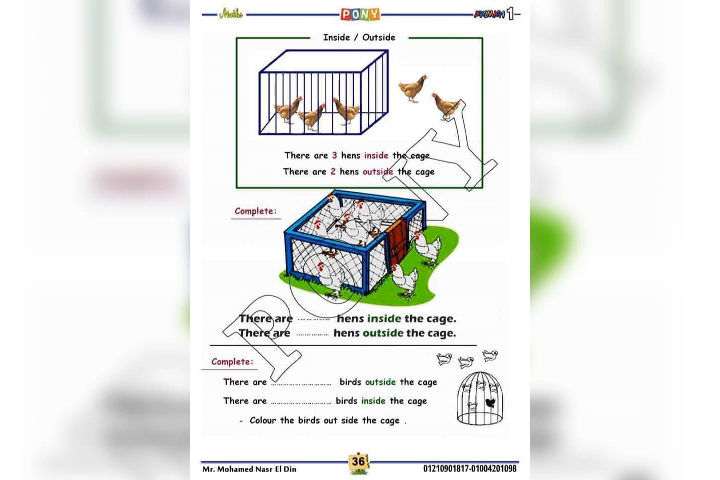 Maths
PONY
1
Inside / Outside
There are 3 hens inside the cage
There are 2 hens outside the cage
Complete:
There are ............ hens inside the cage.
There are ............ hens outside the cage.
Complete:
There are ........................... birds outside the cage
There are ........................... birds inside the cage
- Colour the birds out side the cage .
PONY
Mr. Mohamed Nasr El Din
36
01210901817-01004201098